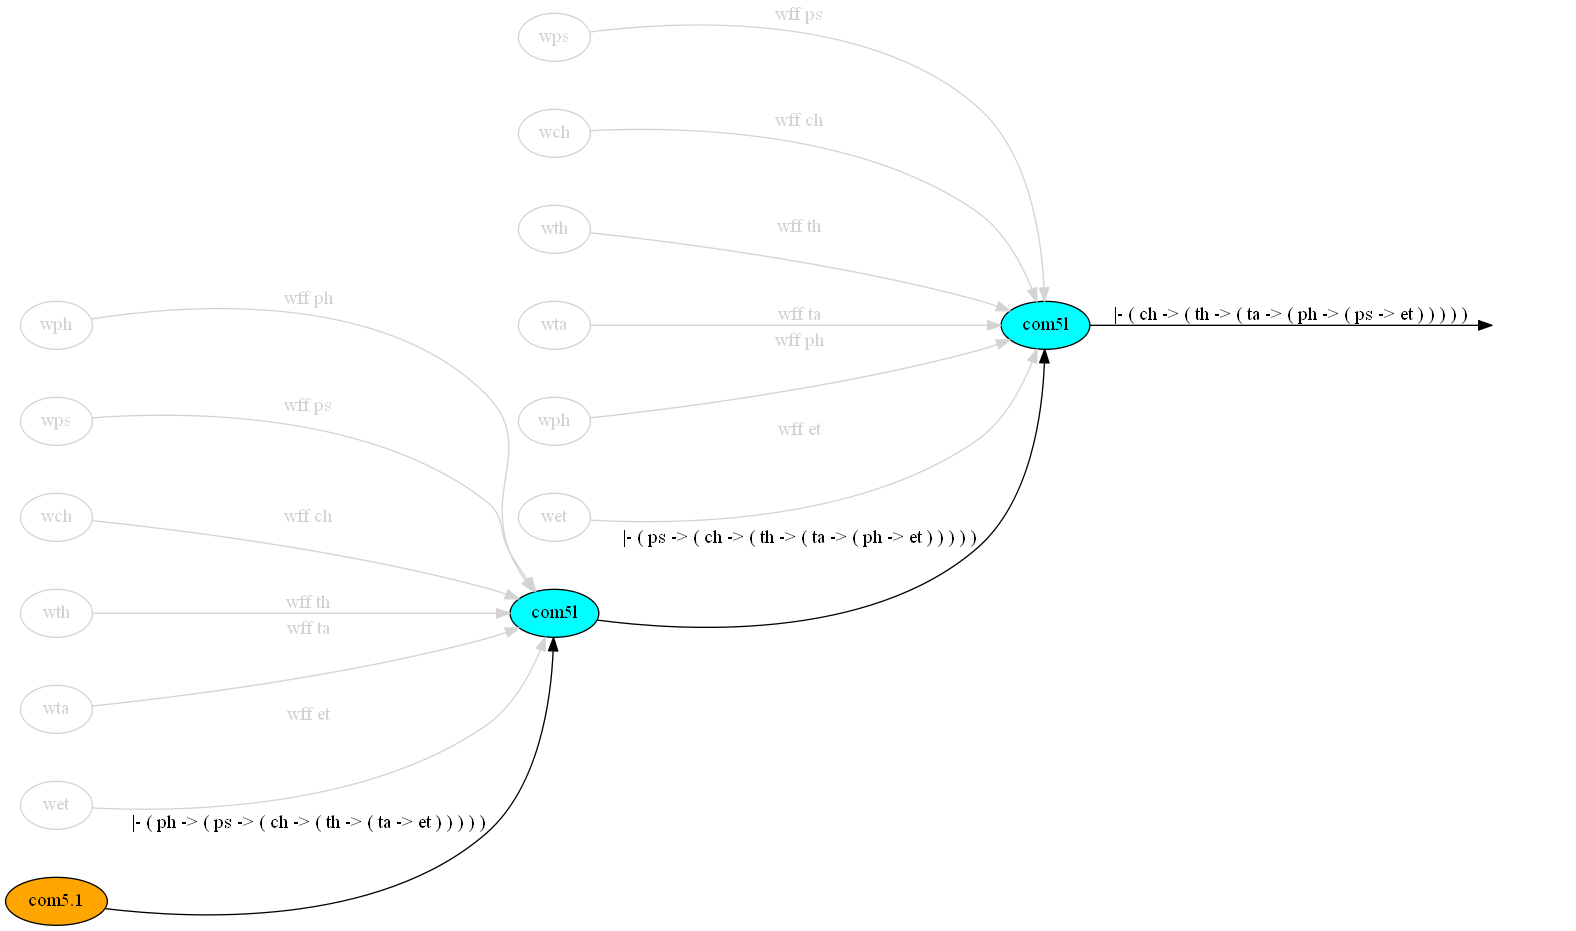 wff ps
wps
wff ch
wch
wff th
wth
wff ph
wff ta
|- ( ch -> ( th -> ( ta -> ( ph -> ( ps -> et ) ) ) ) )
wph
wta
com5l
wff ph
wff ps
wps
wph
wff et
wff ch
wch
wet
|- ( ps -> ( ch -> ( th -> ( ta -> ( ph -> et ) ) ) ) )
wff th
wth
com5l
wff ta
wta
wff et
wet
|- ( ph -> ( ps -> ( ch -> ( th -> ( ta -> et ) ) ) ) )
com5.1